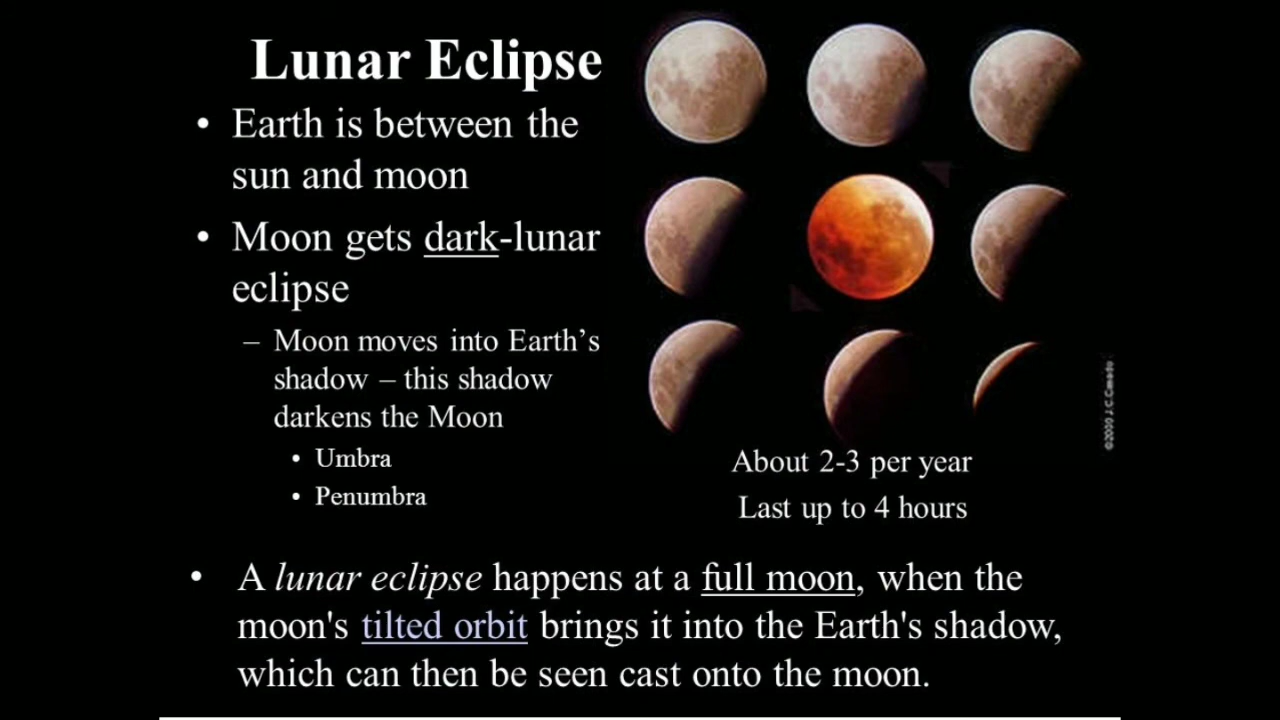 Lunar Eclipse
• Earth is between the
sun and moon
• Moon gets dark-lunar
eclipse
– Moon moves into Earth’s
shadow – this shadow
darkens the Moon
• Umbra
• Penumbra
©2000 J.C.Casado
About 2-3 per year
Last up to 4 hours
• A lunar eclipse happens at a full moon, when the
moon's tilted orbit brings it into the Earth's shadow,
which can then be seen cast onto the moon.